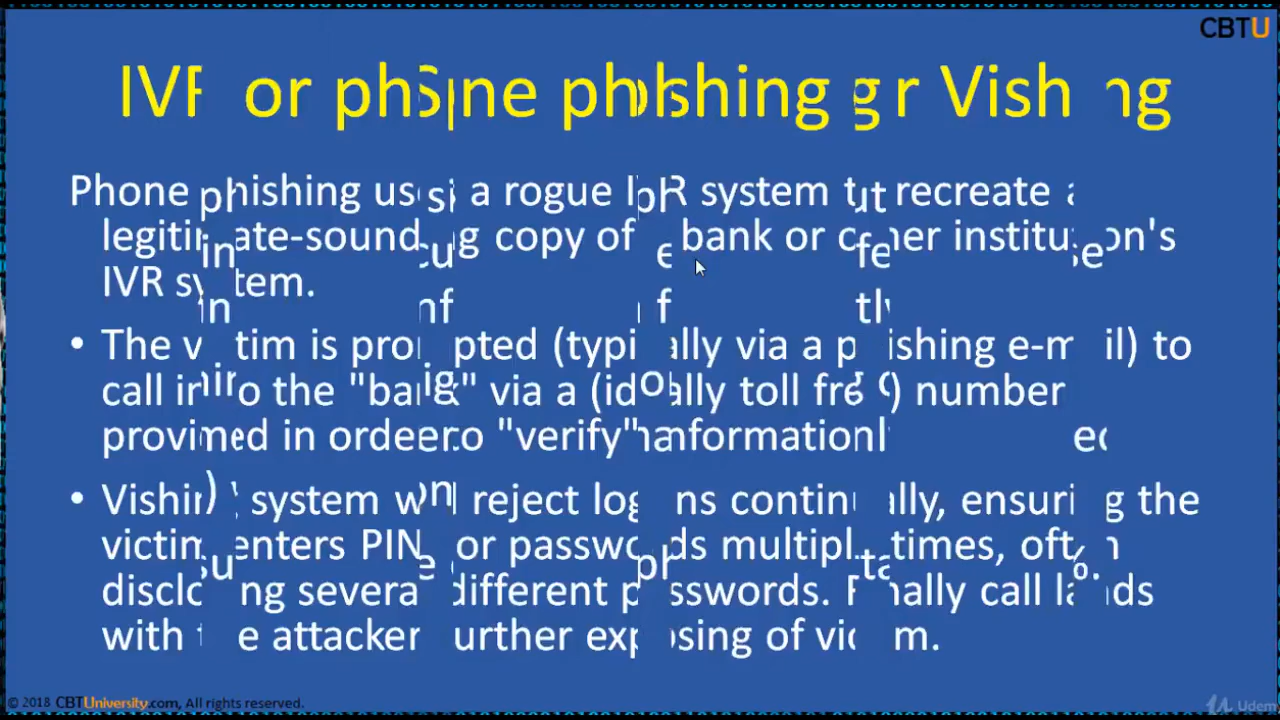 CBTU
IVR or phone phishing or Vishing
Phone phishing uses a rogue IVR system to recreate a
legitimate-sounding copy of a bank or other institution's
IVR system.
• The victim is prompted (typically via a phishing e-mail) to
call in to the "bank" via a (ideally toll free) number
provided in order to "verify" information
• Vishing system will reject log-ins continually, ensuring the
victim enters PINs or passwords multiple times, often
disclosing several different passwords. Finally call lands
with the attacker further exposing of victim.
© 2018 CBTUniversity.com, All rights reserved.